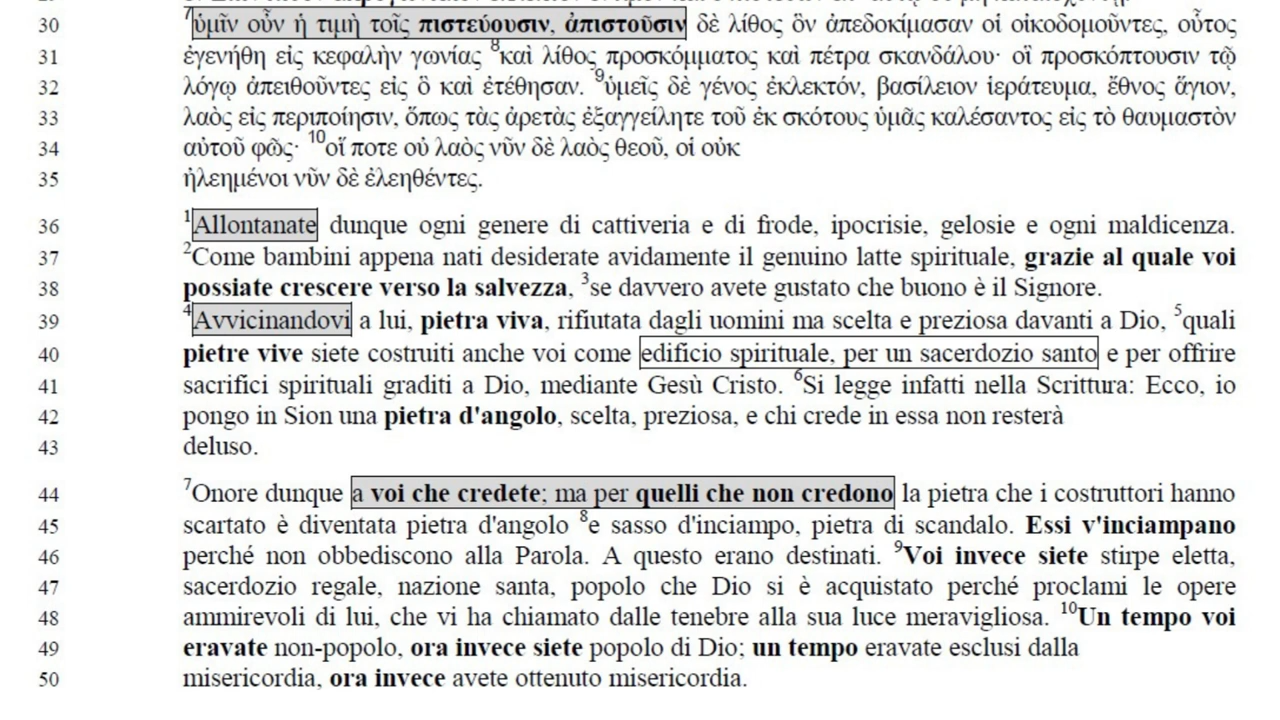 30 ⁷ὑμῖν οὖν ἡ τιμὴ τοῖς πιστεύουσιν, ἀπιστοῦσιν δὲ λίθος ὃν ἀπεδοκίμασαν οἱ οἰκοδομοῦντες, οὗτος
31 ἐγενήθη εἰς κεφαλὴν γωνίας ⁸καὶ λίθος προσκόμματος καὶ πέτρα σκανδάλου· οἳ προσκόπτουσιν τῷ
32 λόγῳ ἀπειθοῦντες εἰς ὃ καὶ ἐτέθησαν. ⁹ὑμεῖς δὲ γένος ἐκλεκτόν, βασίλειον ἱεράτευμα, ἔθνος ἅγιον,
33 λαὸς εἰς περιποίησιν, ὅπως τὰς ἀρετὰς ἐξαγγείλητε τοῦ ἐκ σκότους ὑμᾶς καλέσαντος εἰς τὸ θαυμαστὸν
34 αὐτοῦ φῶς· ¹⁰οἵ ποτε οὐ λαὸς νῦν δὲ λαὸς θεοῦ, οἱ οὐκ
35 ἠλεημένοι νῦν δὲ ἐλεηθέντες.
36 ¹Allontanate dunque ogni genere di cattiveria e di frode, ipocrisie, gelosie e ogni maldicenza.
37 ²Come bambini appena nati desiderate avidamente il genuino latte spirituale, grazie al quale voi
38 possiate crescere verso la salvezza, ³se davvero avete gustato che buono è il Signore.
39 ⁴Avvicinandovi a lui, pietra viva, rifiutata dagli uomini ma scelta e preziosa davanti a Dio, ⁵quali
40 pietre vive siete costruiti anche voi come edificio spirituale, per un sacerdozio santo e per offrire
41 sacrifici spirituali graditi a Dio, mediante Gesù Cristo. ⁶Si legge infatti nella Scrittura: Ecco, io
42 pongo in Sion una pietra d'angolo, scelta, preziosa, e chi crede in essa non resterà
43 deluso.
44 ⁷Onore dunque a voi che credete; ma per quelli che non credono la pietra che i costruttori hanno
45 scartato è diventata pietra d'angolo ⁸e sasso d'inciampo, pietra di scandalo. Essi v'inciampano
46 perché non obbediscono alla Parola. A questo erano destinati. ⁹Voi invece siete stirpe eletta,
47 sacerdozio regale, nazione santa, popolo che Dio si è acquistato perché proclami le opere
48 ammirevoli di lui, che vi ha chiamato dalle tenebre alla sua luce meravigliosa. ¹⁰Un tempo voi
49 eravate non-popolo, ora invece siete popolo di Dio; un tempo eravate esclusi dalla
50 misericordia, ora invece avete ottenuto misericordia.